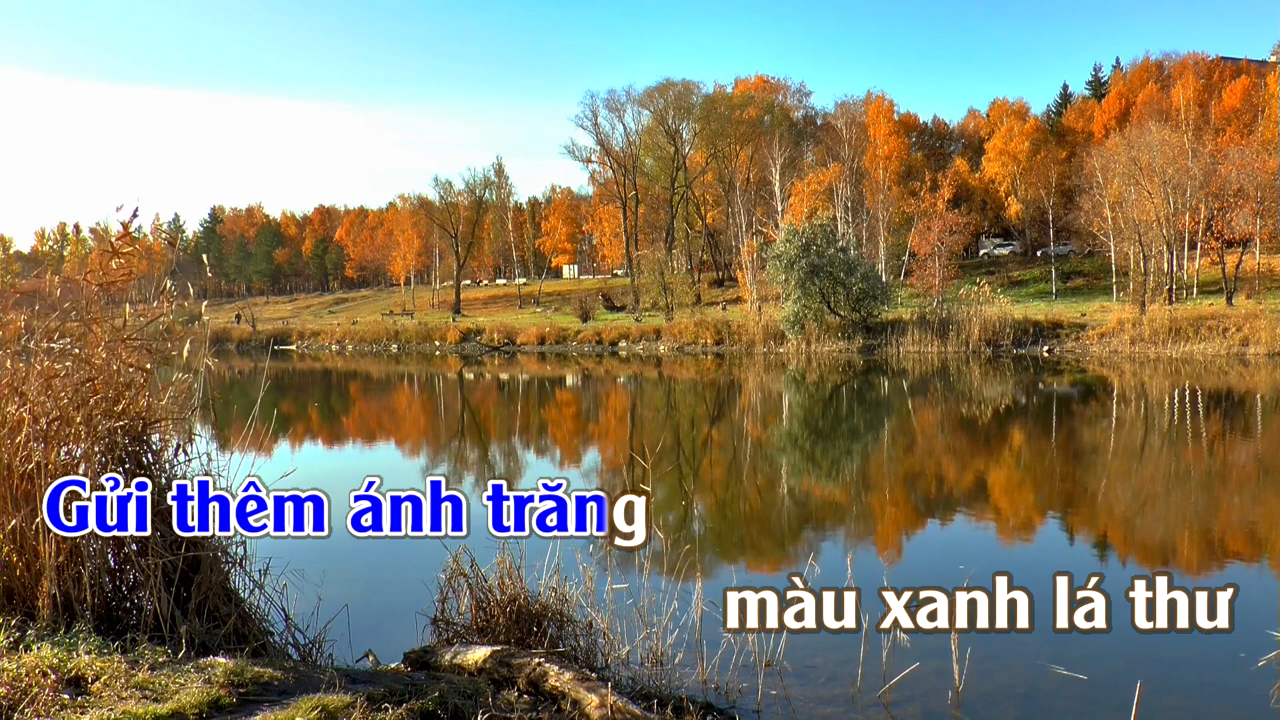 Gửi thêm ánh trăng
màu xanh lá thư